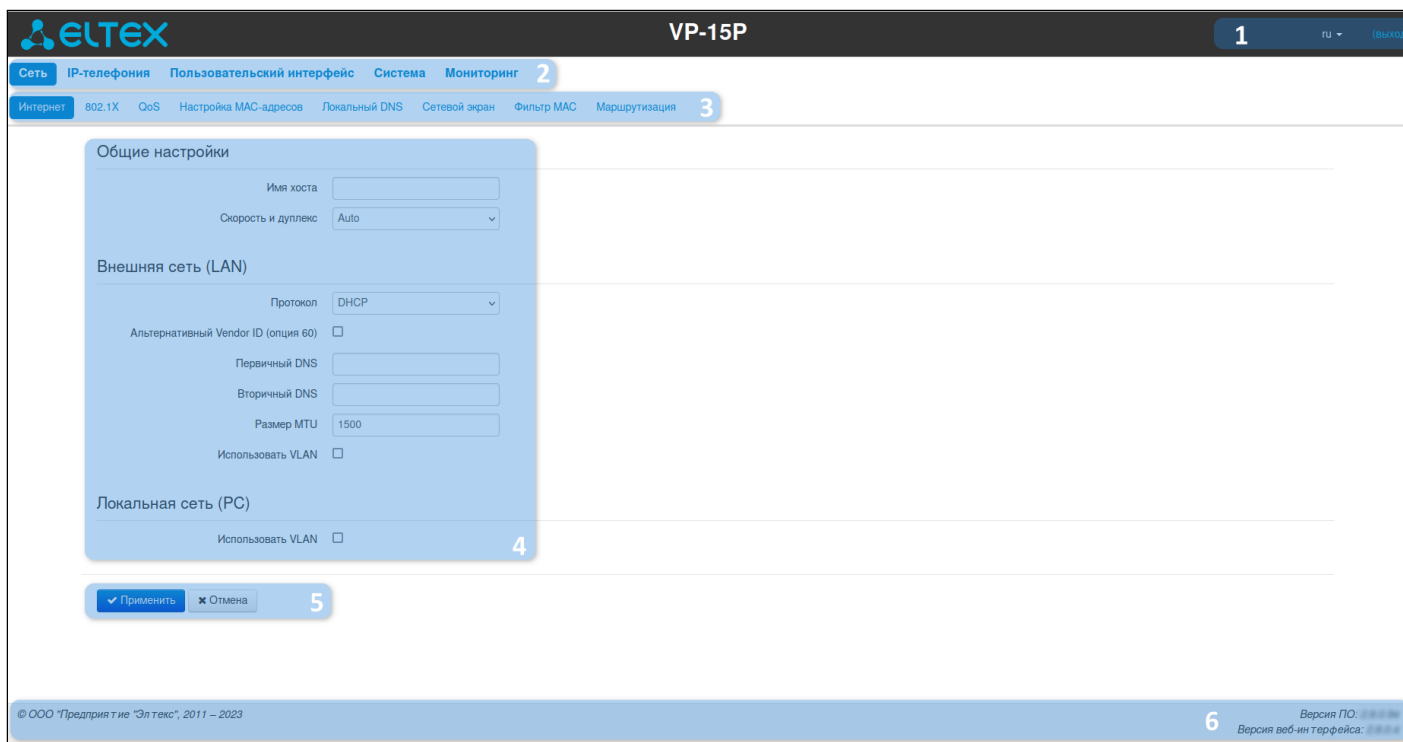 ELTEX
VP-15P
1 ru (выход
Сеть IP-телефония Пользовательский интерфейс Система Мониторинг 2
Интернет 802.1X QoS Настройка MAC-адресов Локальный DNS Сетевой экран Фильтр MAC Маршрутизация 3
Общие настройки
Имя хоста
Скорость и дуплекс Auto
Внешняя сеть (LAN)
Протокол DHCP
Альтернативный Vendor ID (опция 60)
Первичный DNS
Вторичный DNS
Размер MTU 1500
Использовать VLAN
Локальная сеть (PC)
Использовать VLAN
4
Применить Отмена 5
© ООО "Предприятие "Элтекс", 2011 – 2023
6
Версия ПО:
Версия веб-интерфейса: